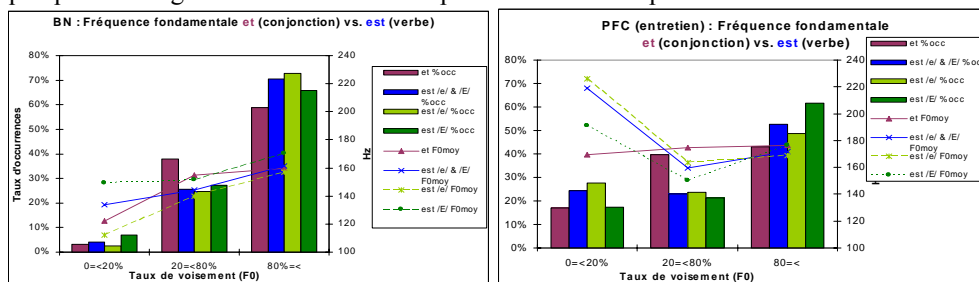 BN : Fréquence fondamentale et (conjonction) vs. est (verbe)
80%
70%
60%
50%
40%
30%
20%
10%
0%
Taux d'occurrences
240
220
200
180
160
140
120
100
Hz
0=<20%
20=<80%
80%=<
Taux de voisement (F0)
et %occ
est /e/ & /E/
%occ
est /e/ %occ
est /E/ %occ
et F0moy
est /e/ & /E/
F0moy
est /e/ F0moy
est /E/ F0moy
PFC (entretien) : Fréquence fondamentale
et (conjonction) vs. est (verbe)
80%
70%
60%
50%
40%
30%
20%
10%
0%
240
220
200
180
160
140
120
100
0=<20%
20=<80%
80=<
Taux de voisement (F0)
et %occ
est /e/ & /E/ %occ
est /e/ %occ
est /E/ %occ
et F0moy
est /e/ & /E/
F0moy
est /e/ F0moy
est /E/ F0moy